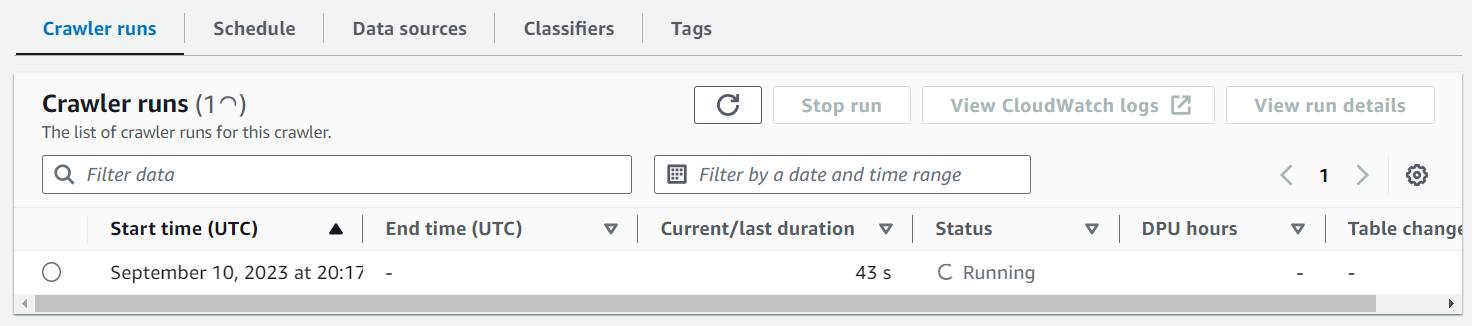 Crawler runs Schedule Data sources Classifiers Tags
Crawler runs (1)
Stop run View CloudWatch logs View run details
The list of crawler runs for this crawler.
Filter data Filter by a date and time range 1
Start time (UTC) End time (UTC) Current/last duration Status DPU hours Table change
September 10, 2023 at 20:17 - 43 s Running - -